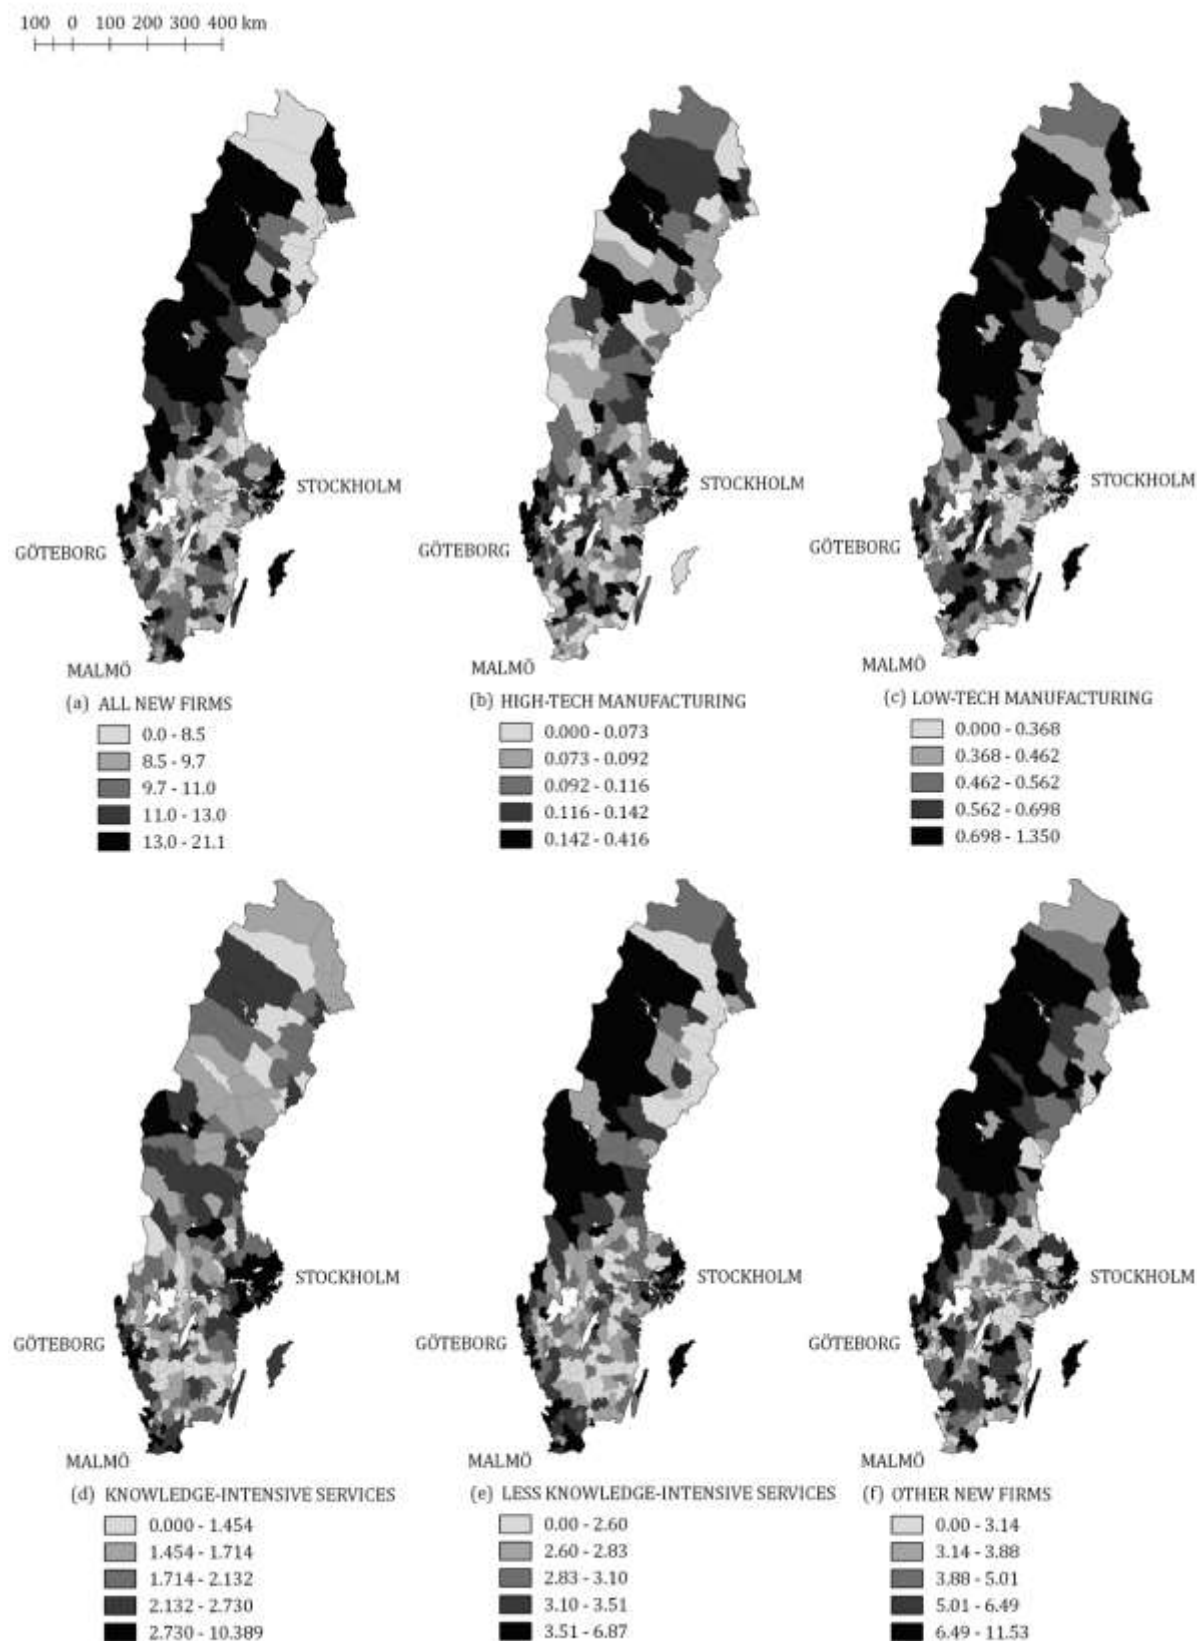 100 0 100 200 300 400 km
STOCKHOLM
GÖTEBORG
MALMÖ
(a) ALL NEW FIRMS
0.0 - 8.5
8.5 - 9.7
9.7 - 11.0
11.0 - 13.0
13.0 - 21.1
STOCKHOLM
GÖTEBORG
MALMÖ
(b) HIGH-TECH MANUFACTURING
0.000 - 0.073
0.073 - 0.092
0.092 - 0.116
0.116 - 0.142
0.142 - 0.416
STOCKHOLM
GÖTEBORG
MALMÖ
(c) LOW-TECH MANUFACTURING
0.000 - 0.368
0.368 - 0.462
0.462 - 0.562
0.562 - 0.698
0.698 - 1.350
STOCKHOLM
GÖTEBORG
MALMÖ
(d) KNOWLEDGE-INTENSIVE SERVICES
0.000 - 1.454
1.454 - 1.714
1.714 - 2.132
2.132 - 2.730
2.730 - 10.389
STOCKHOLM
GÖTEBORG
MALMÖ
(e) LESS KNOWLEDGE-INTENSIVE SERVICES
0.00 - 2.60
2.60 - 2.83
2.83 - 3.10
3.10 - 3.51
3.51 - 6.87
STOCKHOLM
GÖTEBORG
MALMÖ
(f) OTHER NEW FIRMS
0.00 - 3.14
3.14 - 3.88
3.88 - 5.01
5.01 - 6.49
6.49 - 11.53